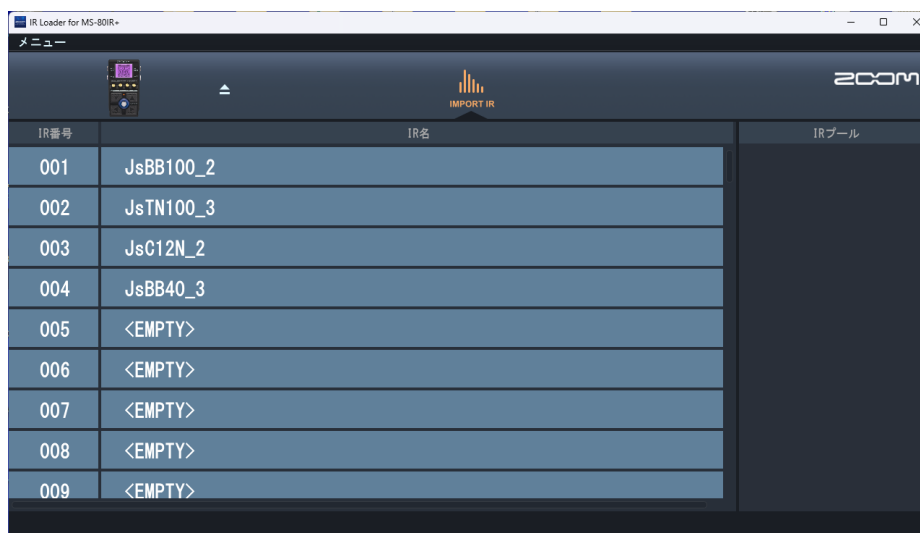 IR Loader for MS-80IR+
メニュー
IMPORT IR
ZOOM
IR番号 IR名 IRプール
001 JsBB100_2
002 JsTN100_3
003 JsC12N_2
004 JsBB40_3
005 <EMPTY>
006 <EMPTY>
007 <EMPTY>
008 <EMPTY>
009 <EMPTY>